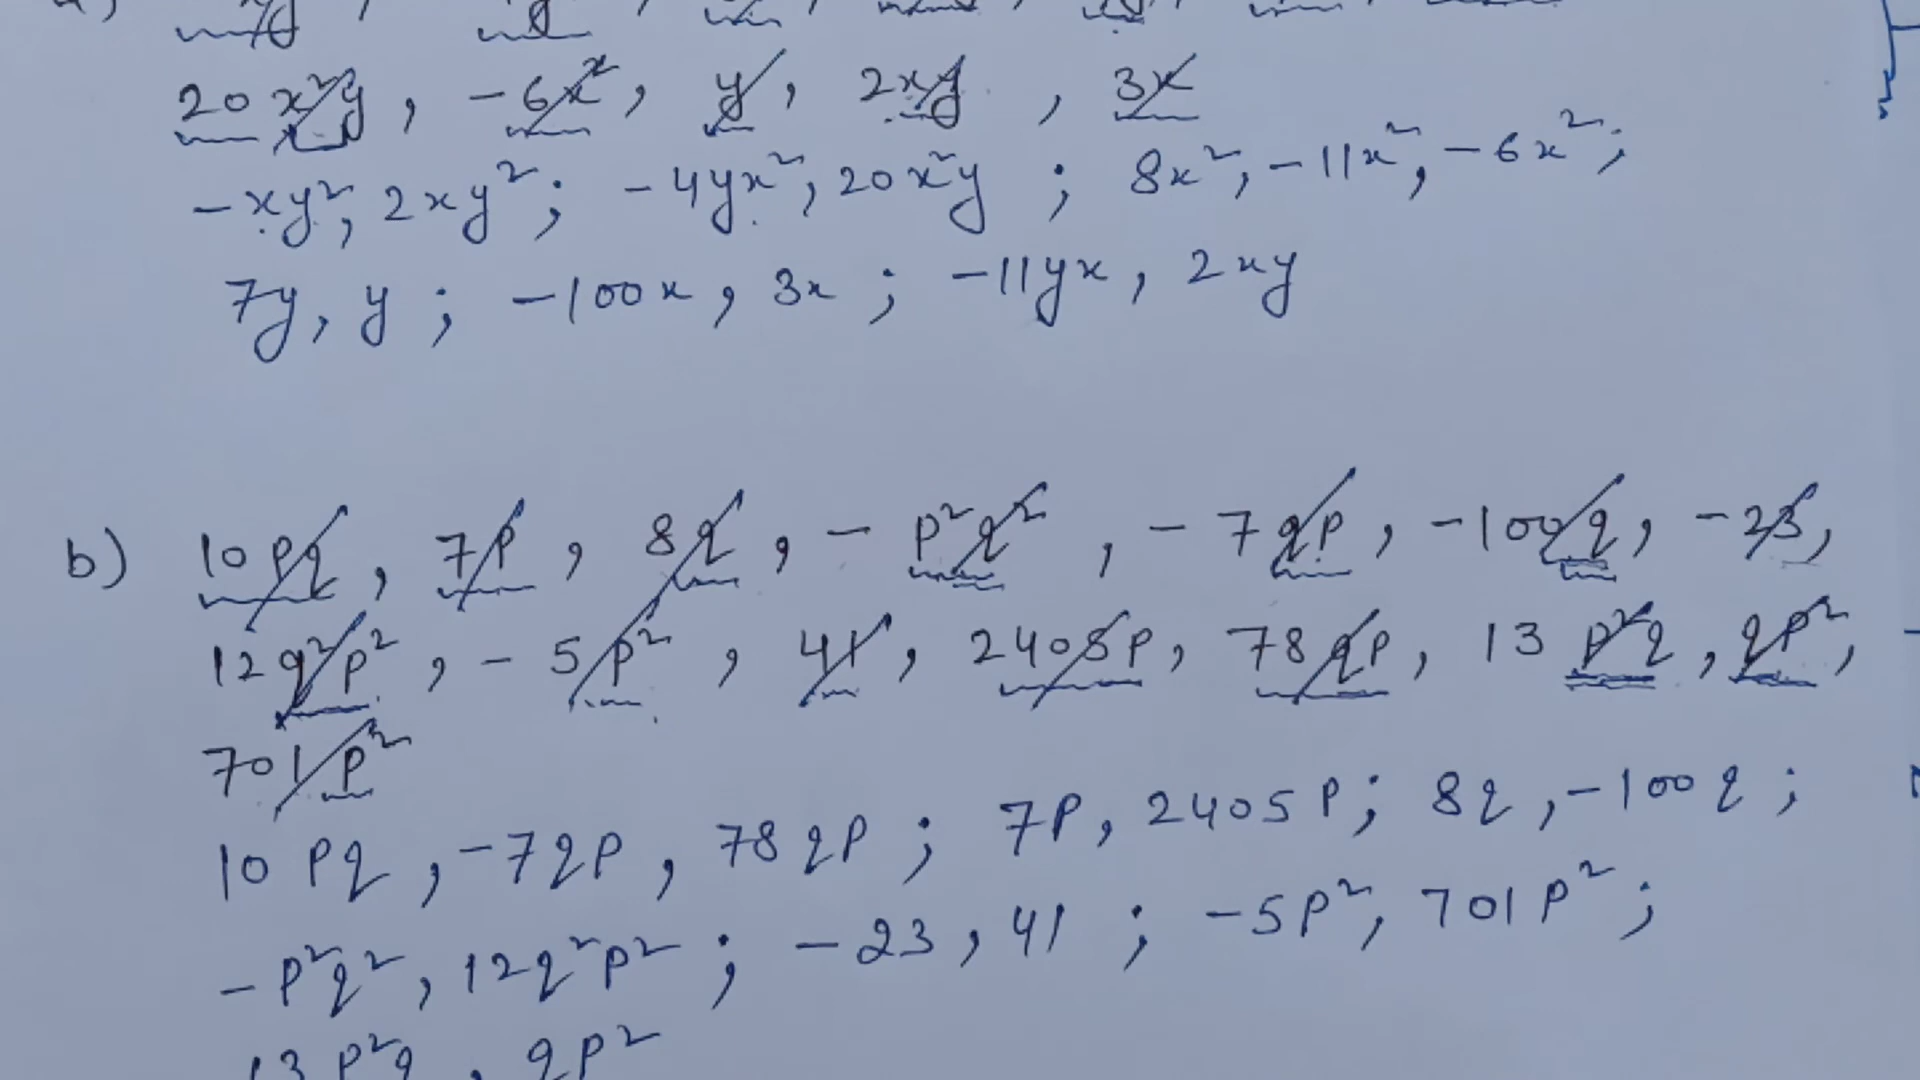 20x²y, -6x², y, 2xy, 3x
-xy², 2xy²; -4yx², 20x²y; 8x², -11x², -6x²;
7y, y; -100x, 3x; -11yx, 2xy
b) 10pq, 7p, 8q, -p²q², -7qp, -100q, -23,
12q²p², -5p², 41, 2405p, 78qp, 13p²q, qp²,
701p²
10pq, -7qp, 78qp; 7p, 2405p; 8q, -100q;
-p²q², 12q²p²; -23, 41; -5p², 701p²;
13p²q, qp²